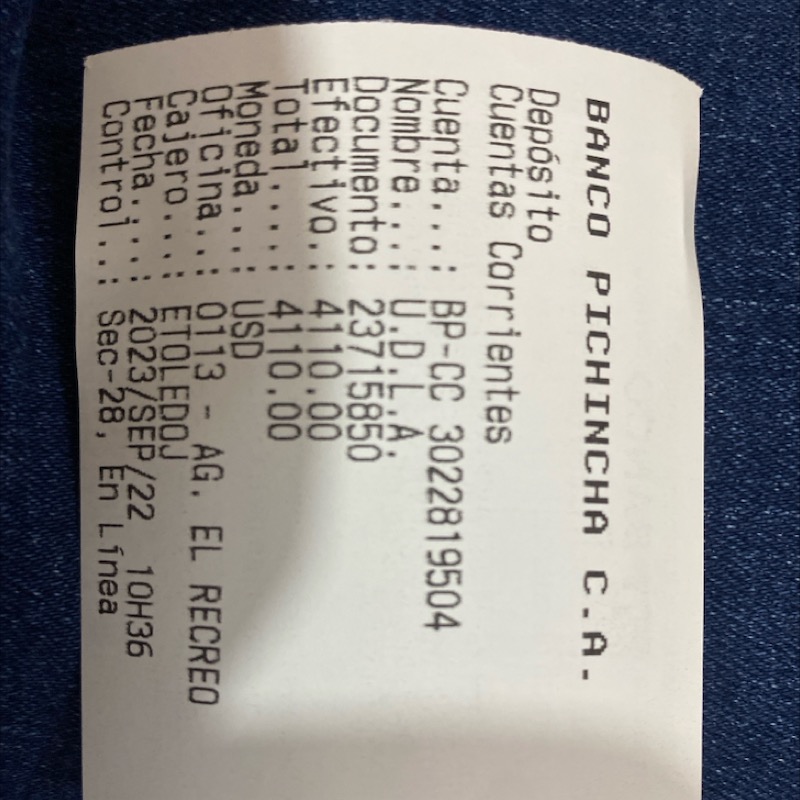 BANCO PICHINCHA C.A.
Depósito
Cuentas Corrientes
Cuenta...: BP-CC 3022819504
Nombre...: U.D.L.A.
Documento: 23715850
Efectivo.: 4110.00
Total....: 4110.00
Moneda...: USD
Oficina..: 0113 - AG. EL RECREO
Cajero...: ETOLEDOJ
Fecha....: 2023/SEP/22 10H36
Control..: Sec-28, En Línea